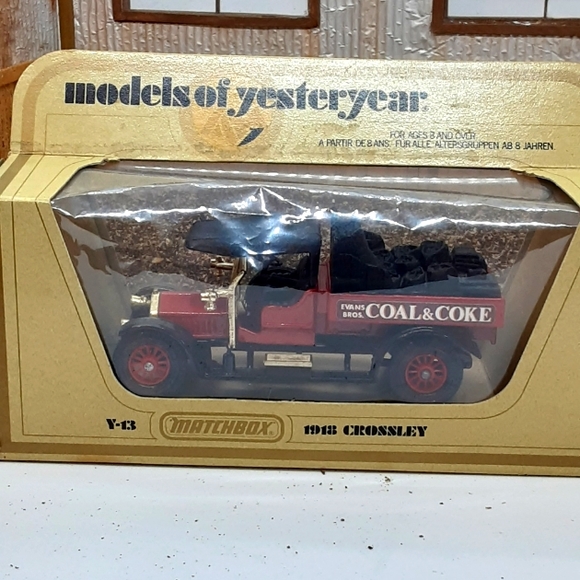 models of yesteryear
FOR AGES 8 AND OVER
A PARTIR DE 8 ANS. FUR ALLE ALTERSGRUPPEN AB 8 JAHREN.
EVANS
BROS. COAL & COKE
Y-13 MATCHBOX 1918 CROSSLEY